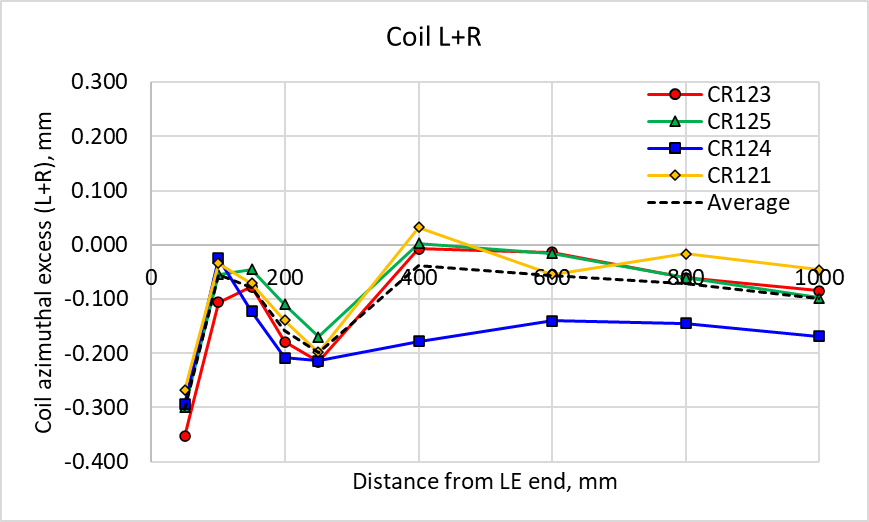 Coil L+R
0.300
0.200
0.100
0.000
-0.100
-0.200
-0.300
-0.400
Coil azimuthal excess (L+R), mm
0 200 400 600 800 1000
Distance from LE end, mm
CR123
CR125
CR124
CR121
Average